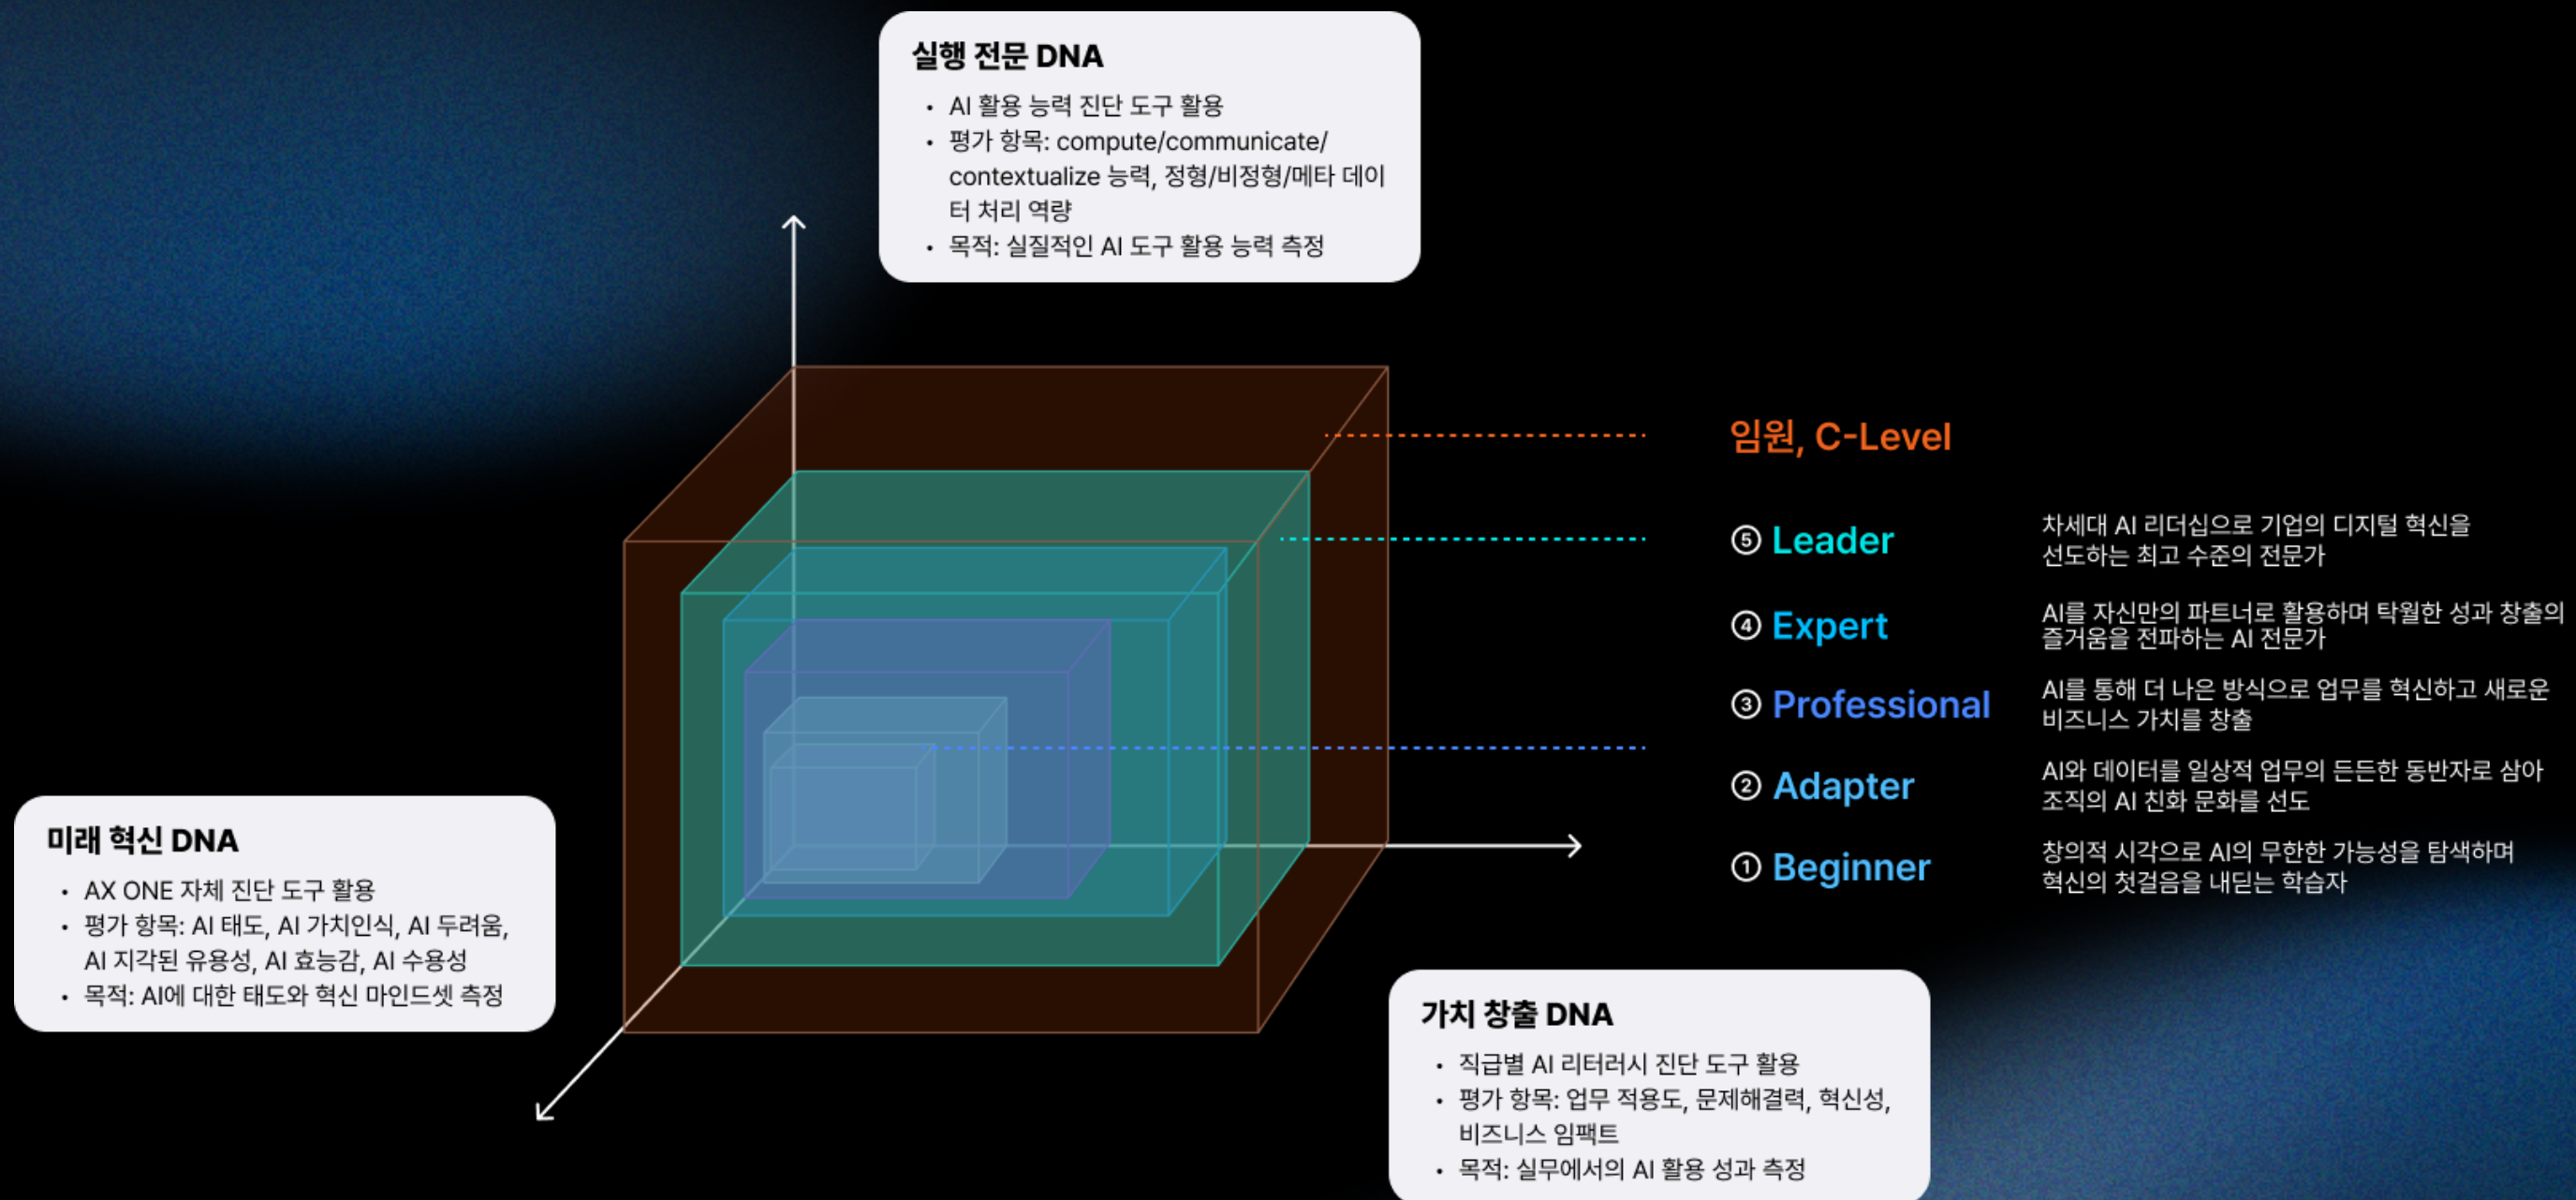 실행 전문 DNA
• AI 활용 능력 진단 도구 활용
• 평가 항목: compute/communicate/
contextualize 능력, 정형/비정형/메타 데이
터 처리 역량
• 목적: 실질적인 AI 도구 활용 능력 측정
임원, C-Level
⑤ Leader
차세대 AI 리더십으로 기업의 디지털 혁신을
선도하는 최고 수준의 전문가
④ Expert
AI를 자신만의 파트너로 활용하며 탁월한 성과 창출의
즐거움을 전파하는 AI 전문가
③ Professional
AI를 통해 더 나은 방식으로 업무를 혁신하고 새로운
비즈니스 가치를 창출
② Adapter
AI와 데이터를 일상적 업무의 든든한 동반자로 삼아
조직의 AI 친화 문화를 선도
① Beginner
창의적 시각으로 AI의 무한한 가능성을 탐색하며
혁신의 첫걸음을 내딛는 학습자
미래 혁신 DNA
• AX ONE 자체 진단 도구 활용
• 평가 항목: AI 태도, AI 가치인식, AI 두려움,
AI 지각된 유용성, AI 효능감, AI 수용성
• 목적: AI에 대한 태도와 혁신 마인드셋 측정
가치 창출 DNA
• 직급별 AI 리터러시 진단 도구 활용
• 평가 항목: 업무 적용도, 문제해결력, 혁신성,
비즈니스 임팩트
• 목적: 실무에서의 AI 활용 성과 측정